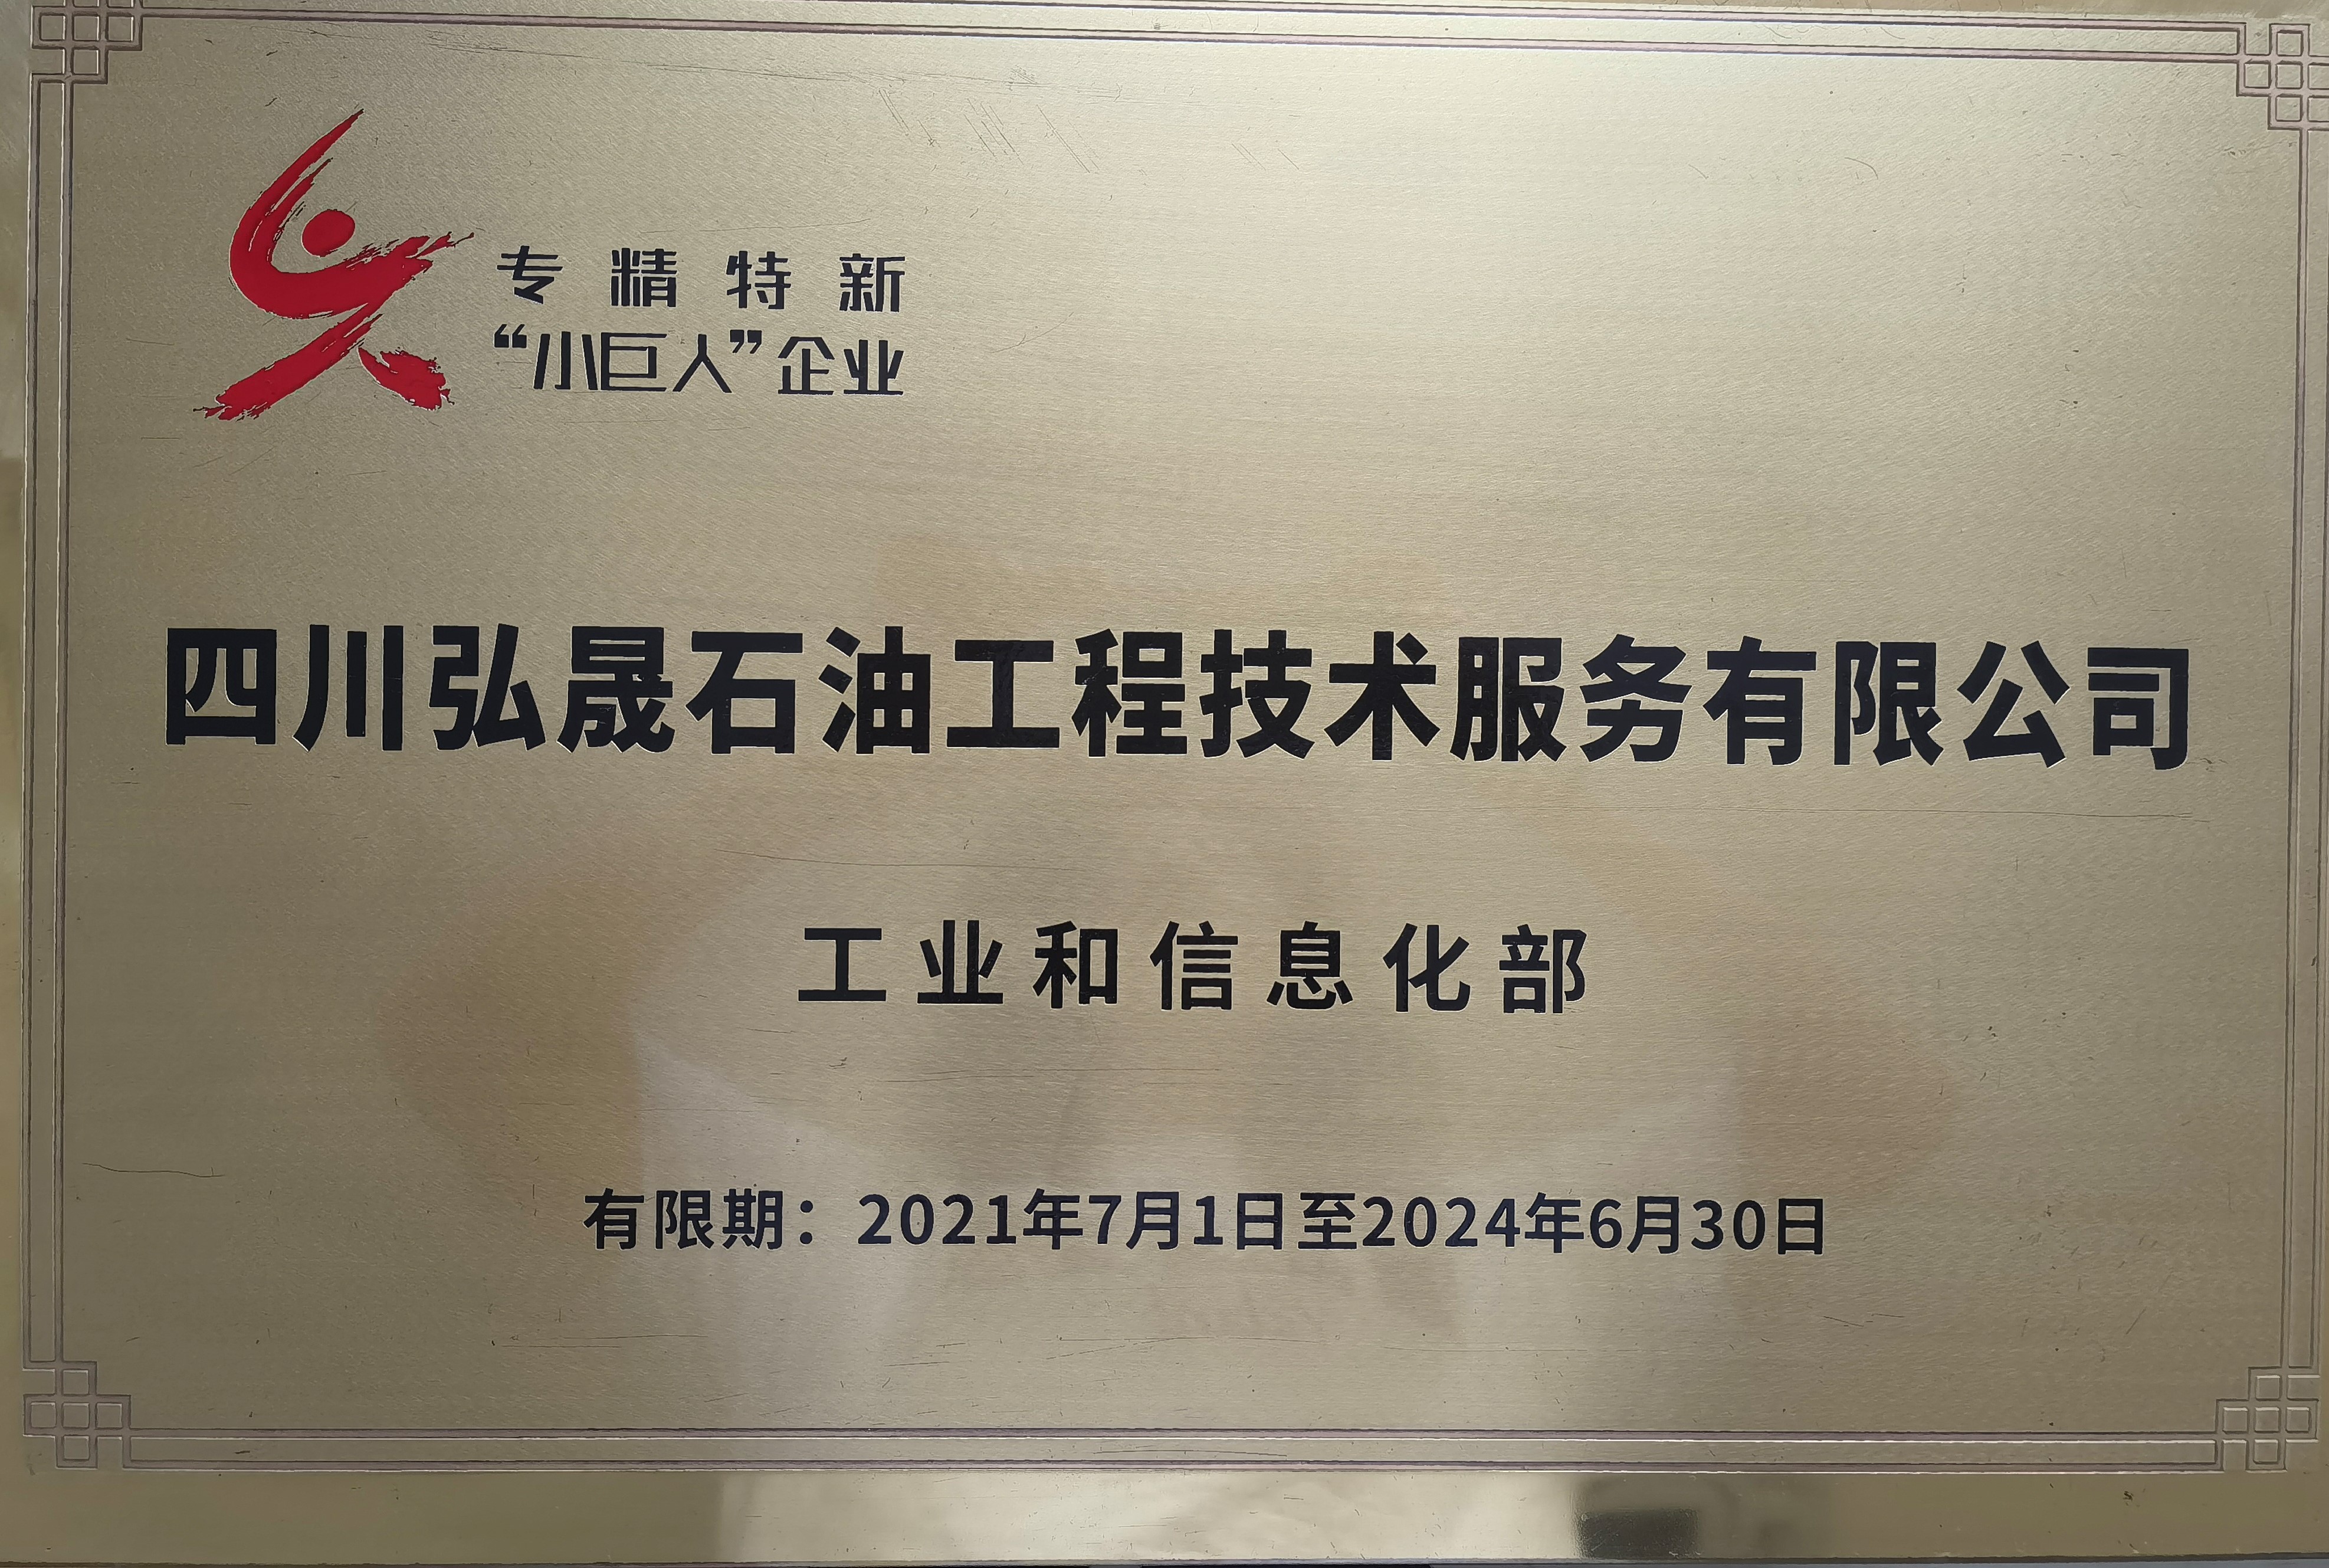 专精特新
“小巨人”企业
四川弘晟石油工程技术服务有限公司
工业和信息化部
有限期：2021年7月1日至2024年6月30日